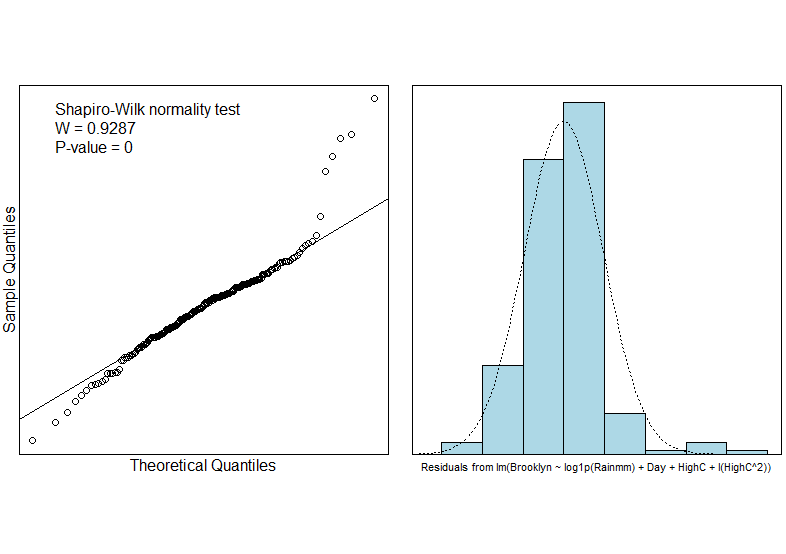 Shapiro-Wilk normality test
W = 0.9287
P-value = 0
Sample Quantiles
Theoretical Quantiles
Residuals from lm(Brooklyn ~ log1p(Rainmm) + Day + HighC + I(HighC^2))